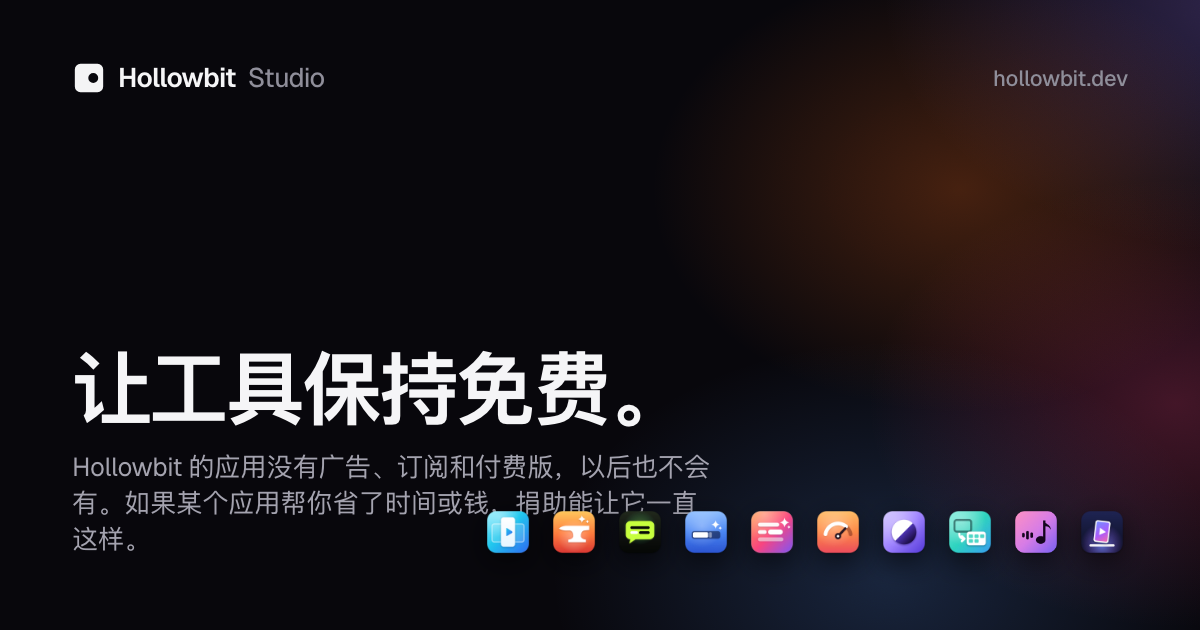 Hollowbit Studio
hollowbit.dev
让工具保持免费。
Hollowbit 的应用没有广告、订阅和付费版，以后也不会
有。如果某个应用帮你省了时间或钱，捐助能让它一直
这样。